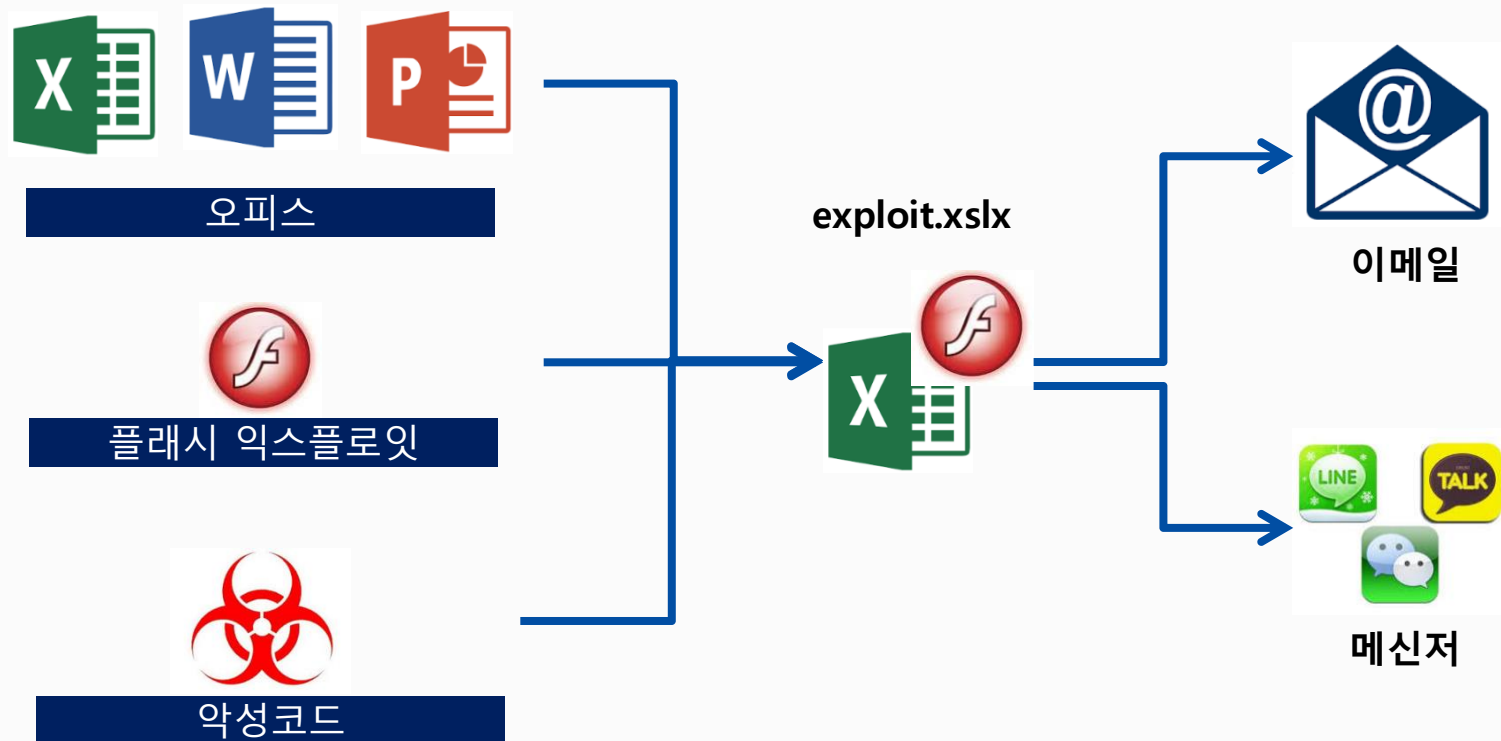 X
W
P
오피스
플래시 익스플로잇
악성코드
exploit.xslx
X
@
이메일
LINE
TALK
메신저